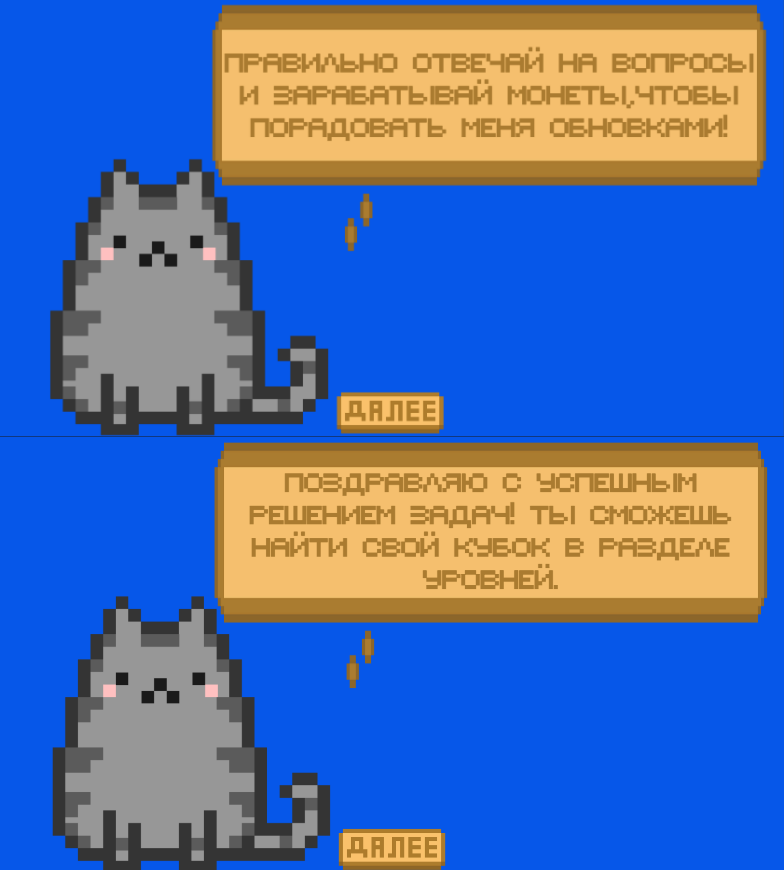 ПРАВИЛЬНО ОТВЕЧАЙ НА ВОПРОСЫ
И ЗАРАБАТЫВАЙ МОНЕТЫ,ЧТОБЫ
ПОРАДОВАТЬ МЕНЯ ОБНОВКАМИ!
ДАЛЕЕ
ПОЗДРАВЛЯЮ С УСПЕШНЫМ
РЕШЕНИЕМ ЗАДАЧ! ТЫ СМОЖЕШЬ
НАЙТИ СВОЙ КУБОК В РАЗДЕЛЕ
УРОВНЕЙ.
ДАЛЕЕ